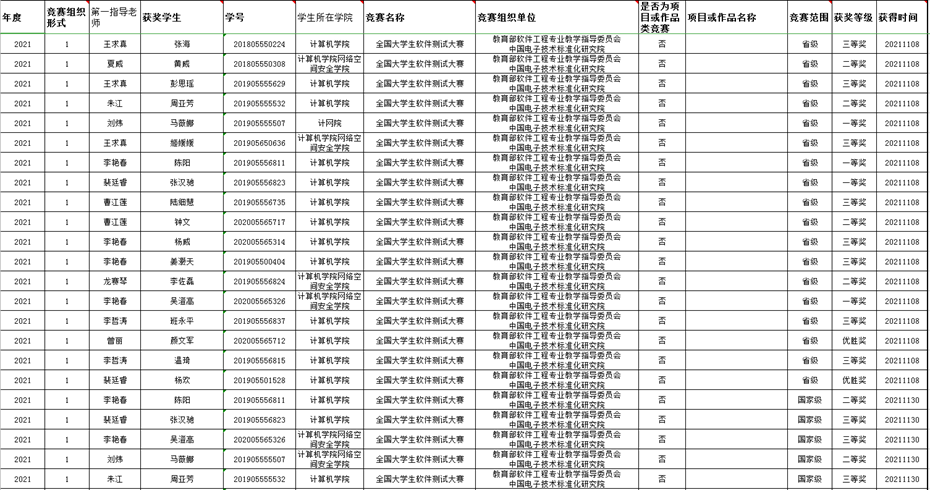 年度 竞赛组织形式 第一指导老师 获奖学生 学号 学生所在学院 竞赛名称 竞赛组织单位 是否为项目或作品类竞赛 项目或作品名称 竞赛范围 获奖等级 获得时间
2021 1 王求真 张海 201805550224 计算机学院 全国大学生软件测试大赛 教育部软件工程专业教学指导委员会 中国电子技术标准化研究院 否 省级 三等奖 20211108
2021 1 夏威 黄威 201805550308 计算机学院网络空间安全学院 全国大学生软件测试大赛 教育部软件工程专业教学指导委员会 中国电子技术标准化研究院 否 省级 二等奖 20211108
2021 1 王求真 彭思瑶 201905555629 计算机学院 全国大学生软件测试大赛 教育部软件工程专业教学指导委员会 中国电子技术标准化研究院 否 省级 三等奖 20211108
2021 1 朱江 周亚芳 201905555532 计算机学院 全国大学生软件测试大赛 教育部软件工程专业教学指导委员会 中国电子技术标准化研究院 否 省级 二等奖 20211108
2021 1 刘炜 马薇娜 201905555507 计网院 全国大学生软件测试大赛 教育部软件工程专业教学指导委员会 中国电子技术标准化研究院 否 省级 一等奖 20211108
2021 1 王求真 201905650636 计算机学院网络空间安全学院 全国大学生软件测试大赛 教育部软件工程专业教学指导委员会 中国电子技术标准化研究院 否 省级 三等奖 20211108
2021 1 李艳春 陈阳 201905556811 计算机学院 全国大学生软件测试大赛 教育部软件工程专业教学指导委员会 中国电子技术标准化研究院 否 省级 一等奖 20211108
2021 1 裴廷睿 张汉驰 201905556823 计算机学院 全国大学生软件测试大赛 教育部软件工程专业教学指导委员会 中国电子技术标准化研究院 否 省级 一等奖 20211108
2021 1 曹江莲 陆细慧 201905556735 计算机学院 全国大学生软件测试大赛 教育部软件工程专业教学指导委员会 中国电子技术标准化研究院 否 省级 三等奖 20211108
2021 1 曹江莲 钟文 202005565717 计算机学院 全国大学生软件测试大赛 教育部软件工程专业教学指导委员会 中国电子技术标准化研究院 否 省级 二等奖 20211108
2021 1 李艳春 杨威 202005565314 计算机学院 全国大学生软件测试大赛 教育部软件工程专业教学指导委员会 中国电子技术标准化研究院 否 省级 三等奖 20211108
2021 1 李艳春 201905500404 计算机学院 全国大学生软件测试大赛 教育部软件工程专业教学指导委员会 中国电子技术标准化研究院 否 省级 三等奖 20211108
2021 1 龙赛琴 李佐磊 201905556824 计算机学院网络空间安全学院 全国大学生软件测试大赛 教育部软件工程专业教学指导委员会 中国电子技术标准化研究院 否 省级 二等奖 20211108
2021 1 李艳春 202005565326 计算机学院网络空间安全学院 全国大学生软件测试大赛 教育部软件工程专业教学指导委员会 中国电子技术标准化研究院 否 省级 一等奖 20211108
2021 1 李哲涛 班永平 201905556837 计算机学院 全国大学生软件测试大赛 教育部软件工程专业教学指导委员会 中国电子技术标准化研究院 否 省级 三等奖 20211108
2021 1 曾丽 颜文军 202005565712 计算机学院 全国大学生软件测试大赛 教育部软件工程专业教学指导委员会 中国电子技术标准化研究院 否 省级 优胜奖 20211108
2021 1 李哲涛 温琦 201905556815 计算机学院 全国大学生软件测试大赛 教育部软件工程专业教学指导委员会 中国电子技术标准化研究院 否 省级 三等奖 20211108
2021 1 裴廷睿 杨欢 201905501528 计算机学院 全国大学生软件测试大赛 教育部软件工程专业教学指导委员会 中国电子技术标准化研究院 否 省级 优胜奖 20211108
2021 1 李艳春 陈阳 201905556811 计算机学院 全国大学生软件测试大赛 教育部软件工程专业教学指导委员会 中国电子技术标准化研究院 否 国家级 二等奖 20211130
2021 1 裴廷睿 张汉驰 201905556823 计算机学院 全国大学生软件测试大赛 教育部软件工程专业教学指导委员会 中国电子技术标准化研究院 否 国家级 三等奖 20211130
2021 1 李艳春 202005565326 计算机学院网络空间安全学院 全国大学生软件测试大赛 教育部软件工程专业教学指导委员会 中国电子技术标准化研究院 否 国家级 三等奖 20211130
2021 1 刘炜 马薇娜 201905555507 计算机学院网络空间安全学院 全国大学生软件测试大赛 教育部软件工程专业教学指导委员会 中国电子技术标准化研究院 否 国家级 二等奖 20211130
2021 1 朱江 周亚芳 201905555532 计算机学院 全国大学生软件测试大赛 教育部软件工程专业教学指导委员会 中国电子技术标准化研究院 否 国家级 三等奖 20211130